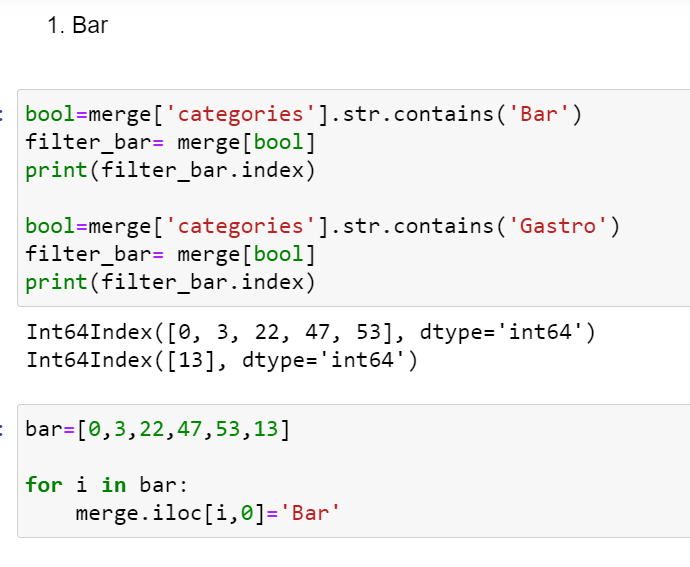 1. Bar
:
bool=merge['categories'].str.contains('Bar')
filter_bar= merge[bool]
print(filter_bar.index)
bool=merge['categories'].str.contains('Gastro')
filter_bar= merge[bool]
print(filter_bar.index)
Int64Index([0, 3, 22, 47, 53], dtype='int64')
Int64Index([13], dtype='int64')
:
bar=[0,3,22,47,53,13]
for i in bar:
    merge.iloc[i,0]='Bar'